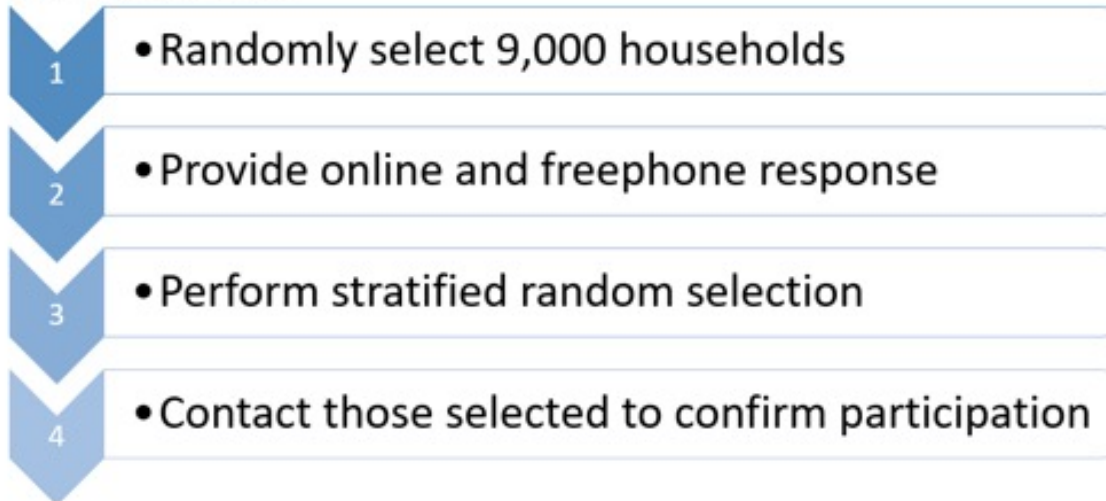 1
• Randomly select 9,000 households
2
• Provide online and freephone response
3
• Perform stratified random selection
4
• Contact those selected to confirm participation